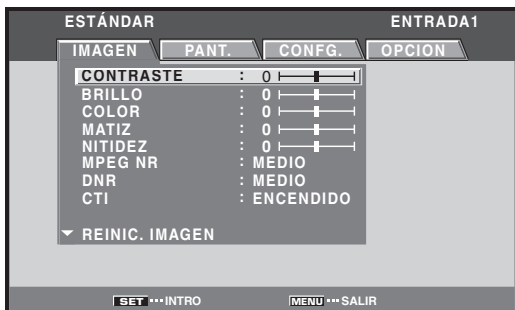 ESTÁNDAR ENTRADA1
IMAGEN PANT. CONFG. OPCION
CONTRASTE : 0
BRILLO : 0
COLOR : 0
MATIZ : 0
NITIDEZ : 0
MPEG NR : MEDIO
DNR : MEDIO
CTI : ENCENDIDO
REINIC. IMAGEN
SET ··· INTRO MENU ··· SALIR